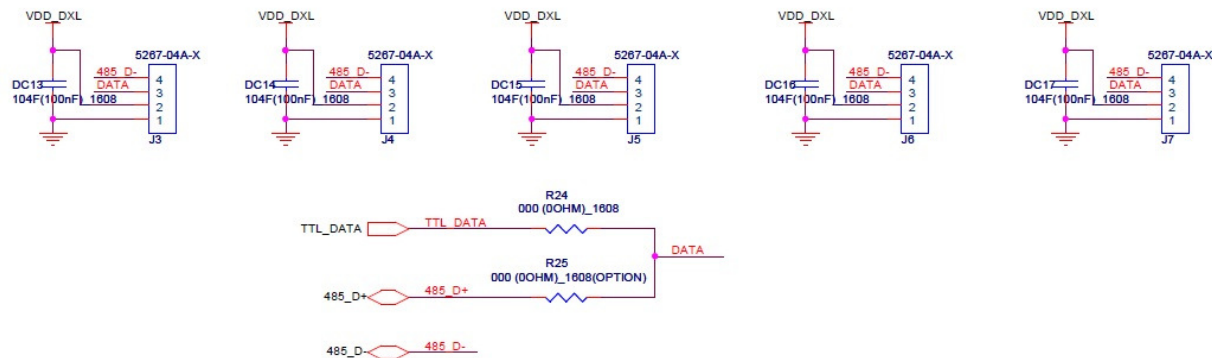 VDD_DXL
5267-04A-X
485_D-
DATA
DC13
104F(100nF)_1608
4
3
2
1
J3
VDD_DXL
5267-04A-X
485_D-
DATA
DC14
104F(100nF)_1608
4
3
2
1
J4
VDD_DXL
5267-04A-X
485_D-
DATA
DC15
104F(100nF)_1608
4
3
2
1
J5
VDD_DXL
5267-04A-X
485_D-
DATA
DC16
104F(100nF)_1608
4
3
2
1
J6
VDD_DXL
5267-04A-X
485_D-
DATA
DC17
104F(100nF)_1608
4
3
2
1
J7
R24
000 (0OHM)_1608
TTL_DATA
TTL_DATA
DATA
R25
000 (0OHM)_1608(OPTION)
485_D+
485_D+
485_D-
485_D-